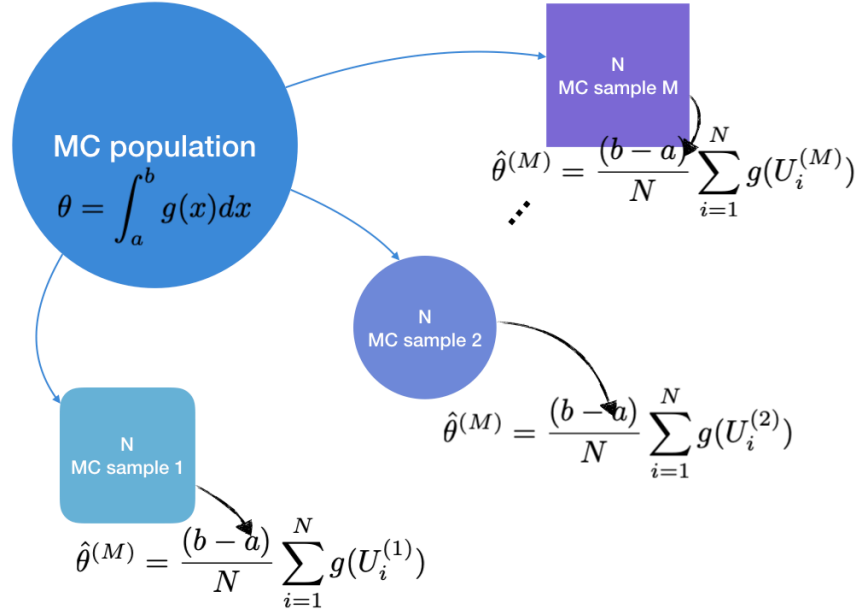 MC population
θ = ∫_a^b g(x)dx
N
MC sample M
θ̂^(M) = (b − a)/N ∑_{i=1}^N g(U_i^(M))
N
MC sample 2
θ̂^(M) = (b − a)/N ∑_{i=1}^N g(U_i^(2))
N
MC sample 1
θ̂^(M) = (b − a)/N ∑_{i=1}^N g(U_i^(1))